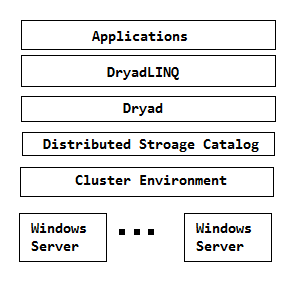 Applications
DryadLINQ
Dryad
Distributed Stroage Catalog
Cluster Environment
Windows Server
Windows Server